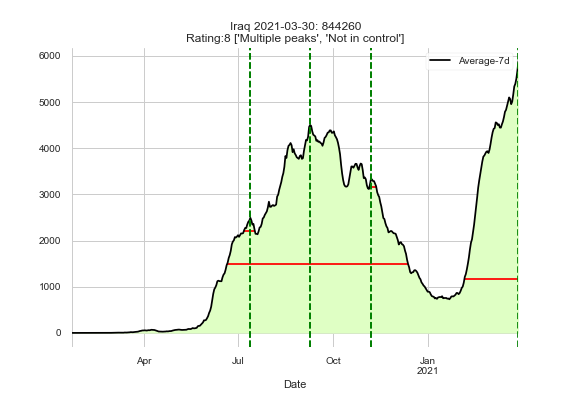 Iraq 2021-03-30: 844260
Rating:8 ['Multiple peaks', 'Not in control']
Average-7d
6000
5000
4000
3000
2000
1000
0
Apr
Jul
Oct
Jan
2021
Date